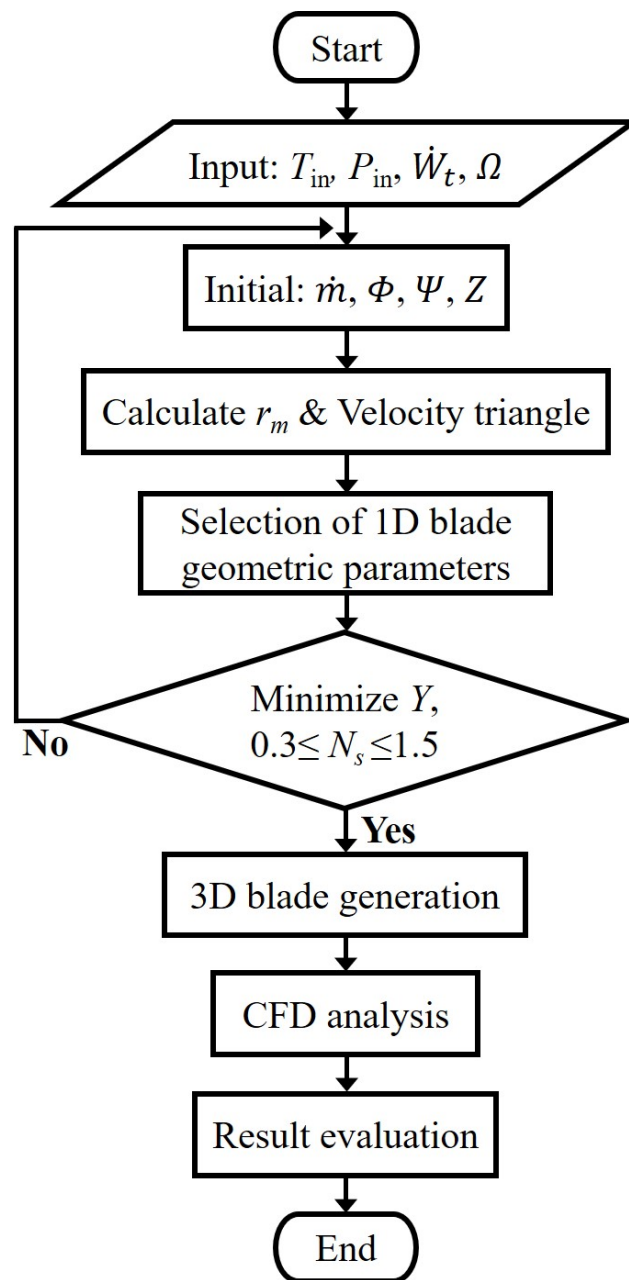 Start
Input: T_in, P_in, Ẇ_t, Ω
Initial: ṁ, Φ, Ψ, Z
Calculate r_m & Velocity triangle
Selection of 1D blade
geometric parameters
Minimize Y,
0.3≤ N_s ≤1.5
No
Yes
3D blade generation
CFD analysis
Result evaluation
End